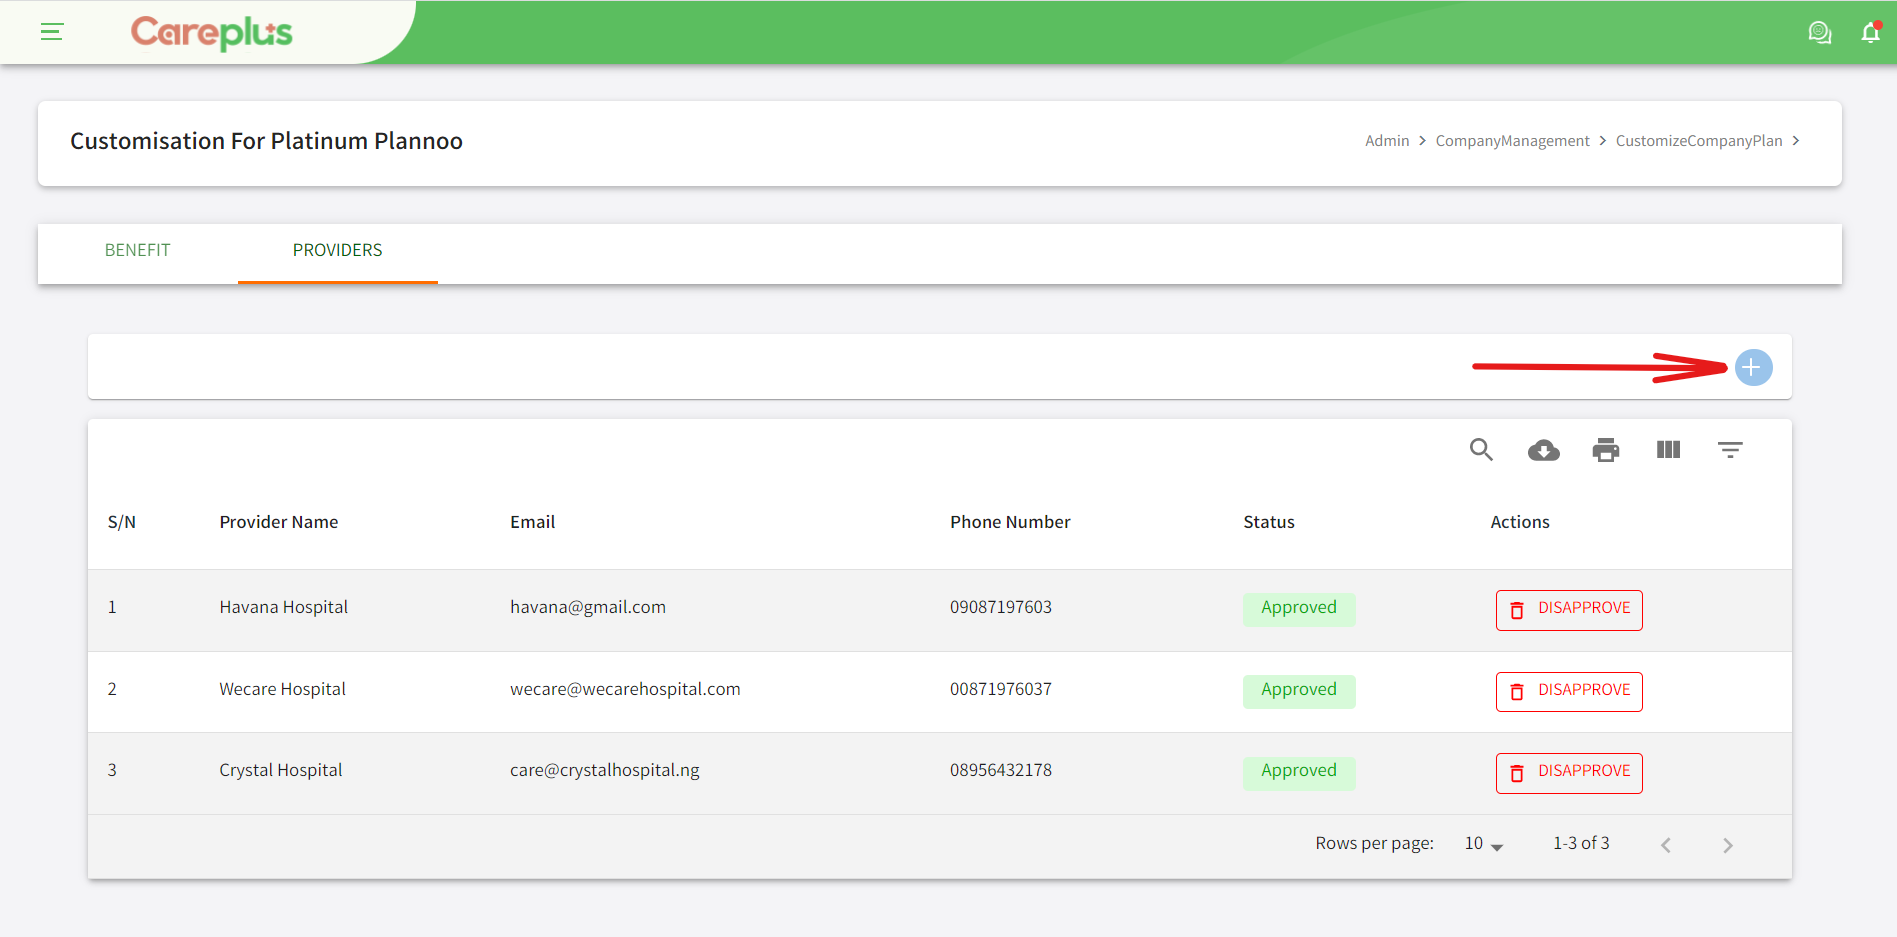 Careplus
Customisation For Platinum Plannoo
Admin > CompanyManagement > CustomizeCompanyPlan >
BENEFIT PROVIDERS
S/N Provider Name Email Phone Number Status Actions
1 Havana Hospital havana@gmail.com 09087197603 Approved DISAPPROVE
2 Wecare Hospital wecare@wecarehospital.com 00871976037 Approved DISAPPROVE
3 Crystal Hospital care@crystalhospital.ng 08956432178 Approved DISAPPROVE
Rows per page: 10 1-3 of 3